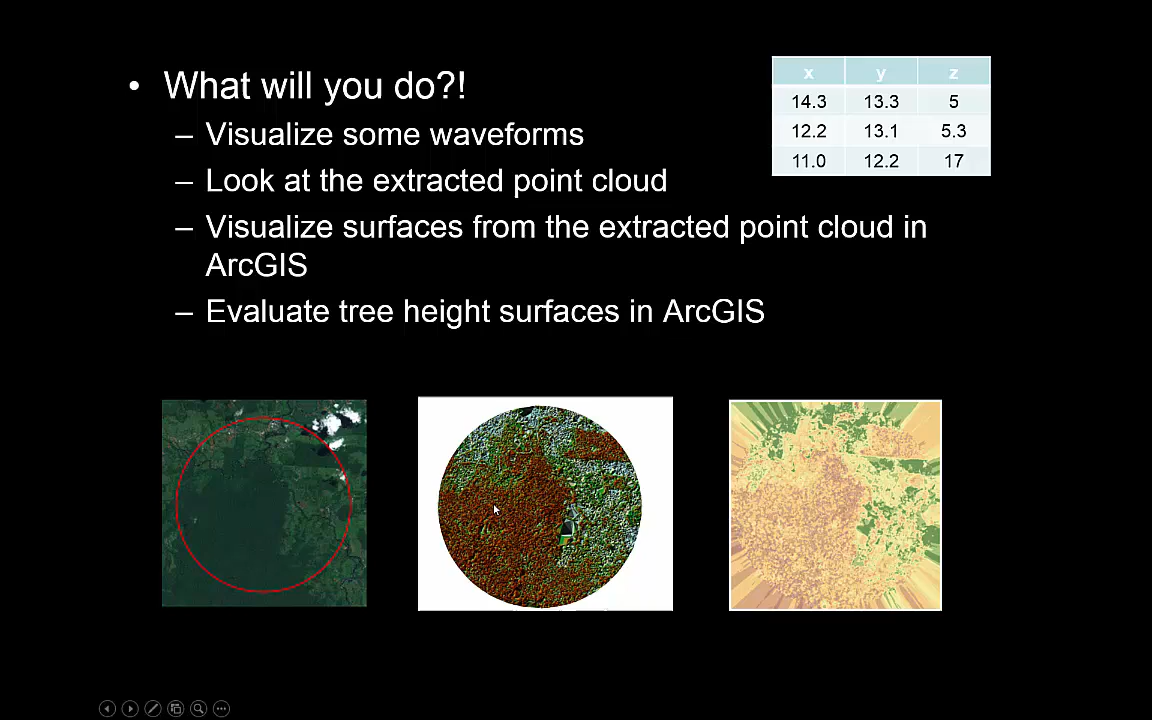 • What will you do?!
– Visualize some waveforms
– Look at the extracted point cloud
– Visualize surfaces from the extracted point cloud in
ArcGIS
– Evaluate tree height surfaces in ArcGIS
x y z
14.3 13.3 5
12.2 13.1 5.3
11.0 12.2 17